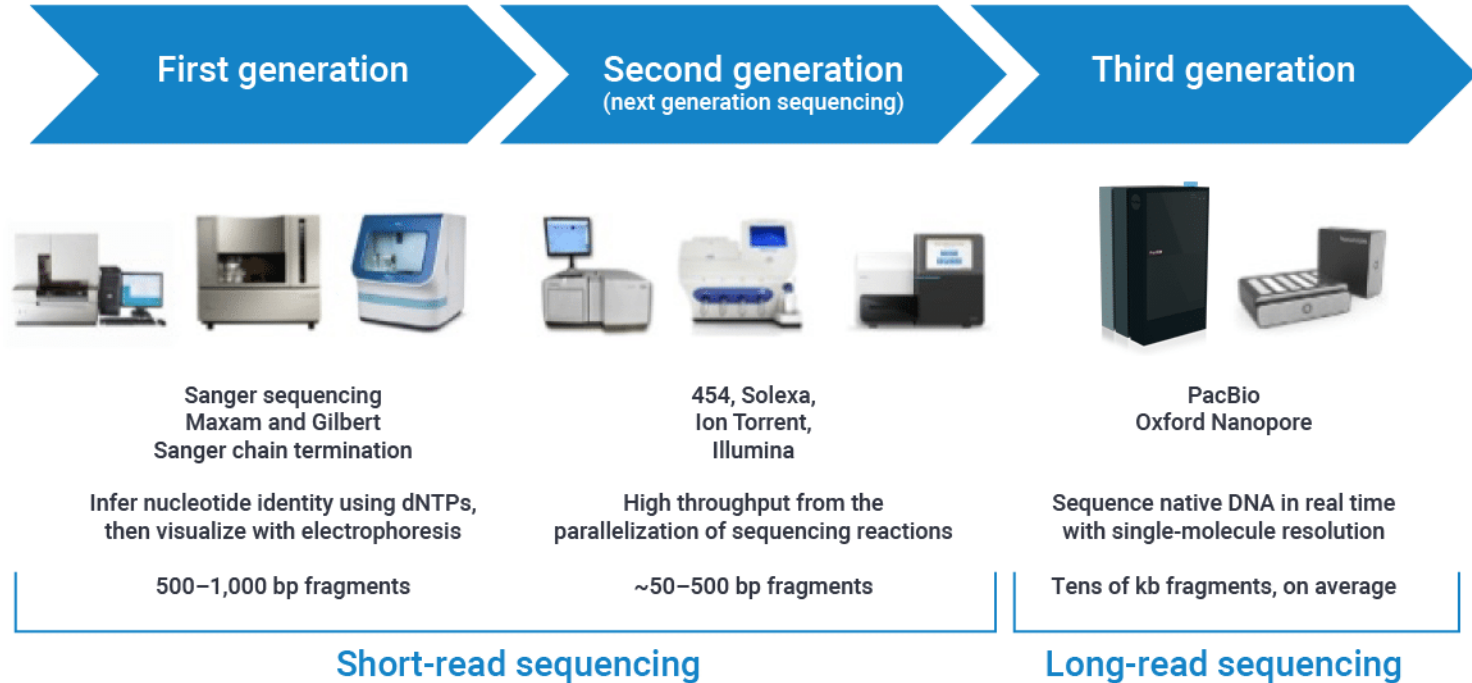 First generation
Second generation
(next generation sequencing)
Third generation
Sanger sequencing
Maxam and Gilbert
Sanger chain termination
454, Solexa,
Ion Torrent,
Illumina
PacBio
Oxford Nanopore
Infer nucleotide identity using dNTPs,
then visualize with electrophoresis
High throughput from the
parallelization of sequencing reactions
Sequence native DNA in real time
with single-molecule resolution
500–1,000 bp fragments
~50–500 bp fragments
Tens of kb fragments, on average
Short-read sequencing
Long-read sequencing